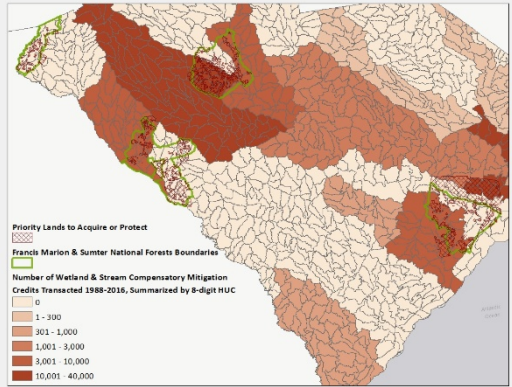 Priority Lands to Acquire or Protect
Francis Marion & Sumter National Forests Boundaries
Number of Wetland & Stream Compensatory Mitigation
Credits Transacted 1988-2016, Summarized by 8-digit HUC
0
1 - 300
301 - 1,000
1,001 - 3,000
3,001 - 10,000
10,001 - 40,000